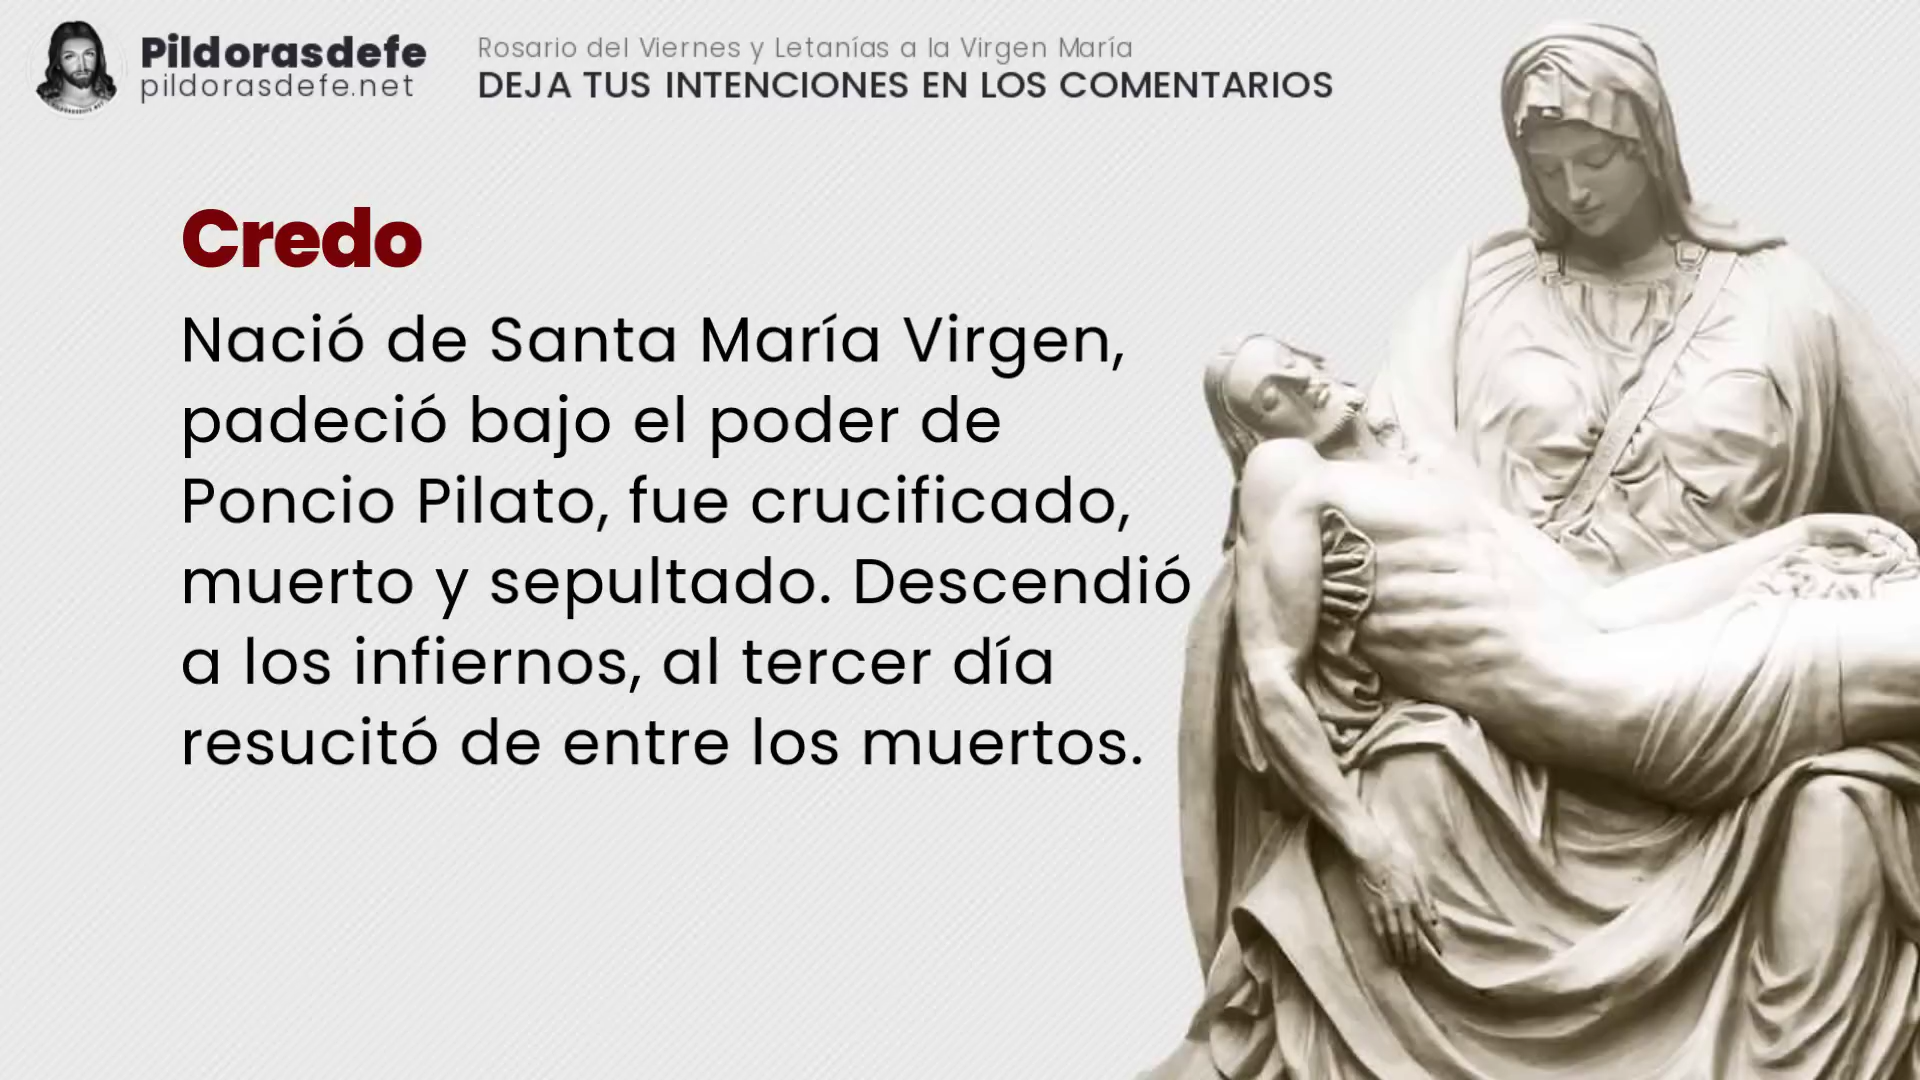 Pildorasdefe
pildorasdefe.net
Rosario del Viernes y Letanías a la Virgen María
DEJA TUS INTENCIONES EN LOS COMENTARIOS
Credo
Nació de Santa María Virgen,
padeció bajo el poder de
Poncio Pilato, fue crucificado,
muerto y sepultado. Descendió
a los infiernos, al tercer día
resucitó de entre los muertos.